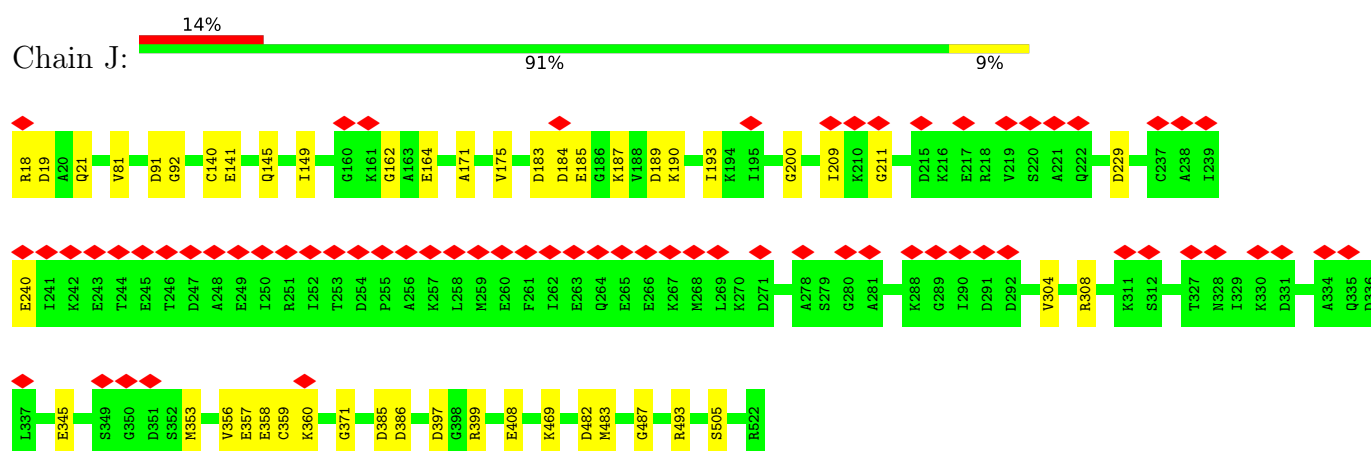 14%
Chain J:
91% 9%
R18 D19 A20 Q21 V81 D91 G92 C140 E141 Q145 I149 G160 K161 G162 A163 E164 A171 V175 D183 D184 E185 G186 K187 V188 D189 K190 I193 K194 I195 G200 I209 K210 G211 D215 K216 E217 R218 V219 S220 A221 Q222 D229 C237 A238 I239
E240 I241 K242 E243 T244 E245 I246 D247 A248 E249 I250 R251 I252 T253 D254 P255 A256 K257 L258 M259 E260 F261 I262 E263 Q264 E265 E266 K267 M268 L269 K270 D271 A278 S279 G280 A281 K288 G289 I290 D291 D292 V304 R308 K311 S312 T327 N328 I329 K330 D331 A334 Q335 D336
L337 E345 S349 G350 D351 S352 M353 V356 E357 E358 C359 K360 G371 D385 D386 D397 G398 R399 E408 K469 D482 M483 G487 R493 S505 R522